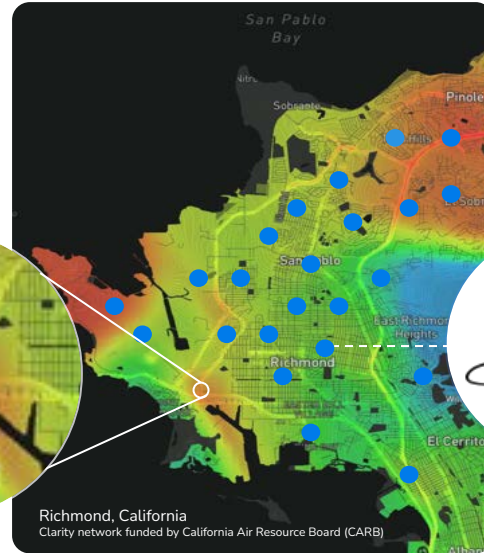 San Pablo
Bay
Sobrante
Pinole
San Pablo
East Richmond
Heights
Richmond
El Cerrito
Richmond, California
Clarity network funded by California Air Resource Board (CARB)